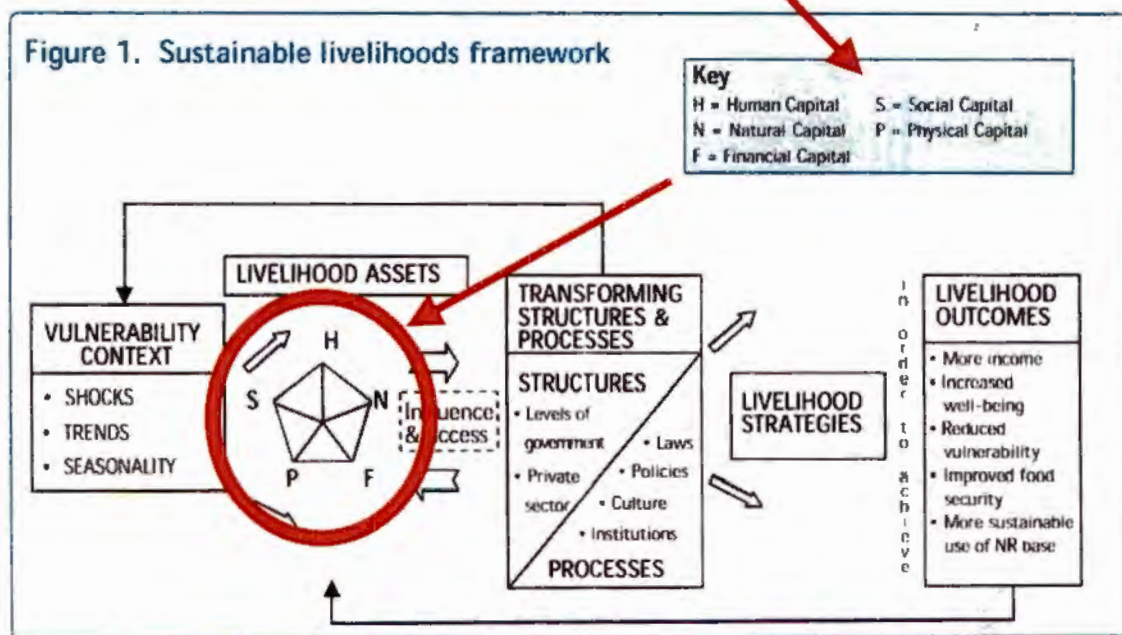 Figure 1. Sustainable livelihoods framework
Key
H = Human Capital S = Social Capital
N = Natural Capital P = Physical Capital
F = Financial Capital
LIVELIHOOD ASSETS
VULNERABILITY
CONTEXT
• SHOCKS
• TRENDS
• SEASONALITY
H
S
N
P
F
Influence
& access
TRANSFORMING
STRUCTURES &
PROCESSES
STRUCTURES
• Levels of
government
• Private
sector
• Laws
• Policies
• Culture
• Institutions
PROCESSES
LIVELIHOOD
STRATEGIES
in order to achieve
LIVELIHOOD
OUTCOMES
• More income
• Increased
well-being
• Reduced
vulnerability
• Improved food
security
• More sustainable
use of NR base